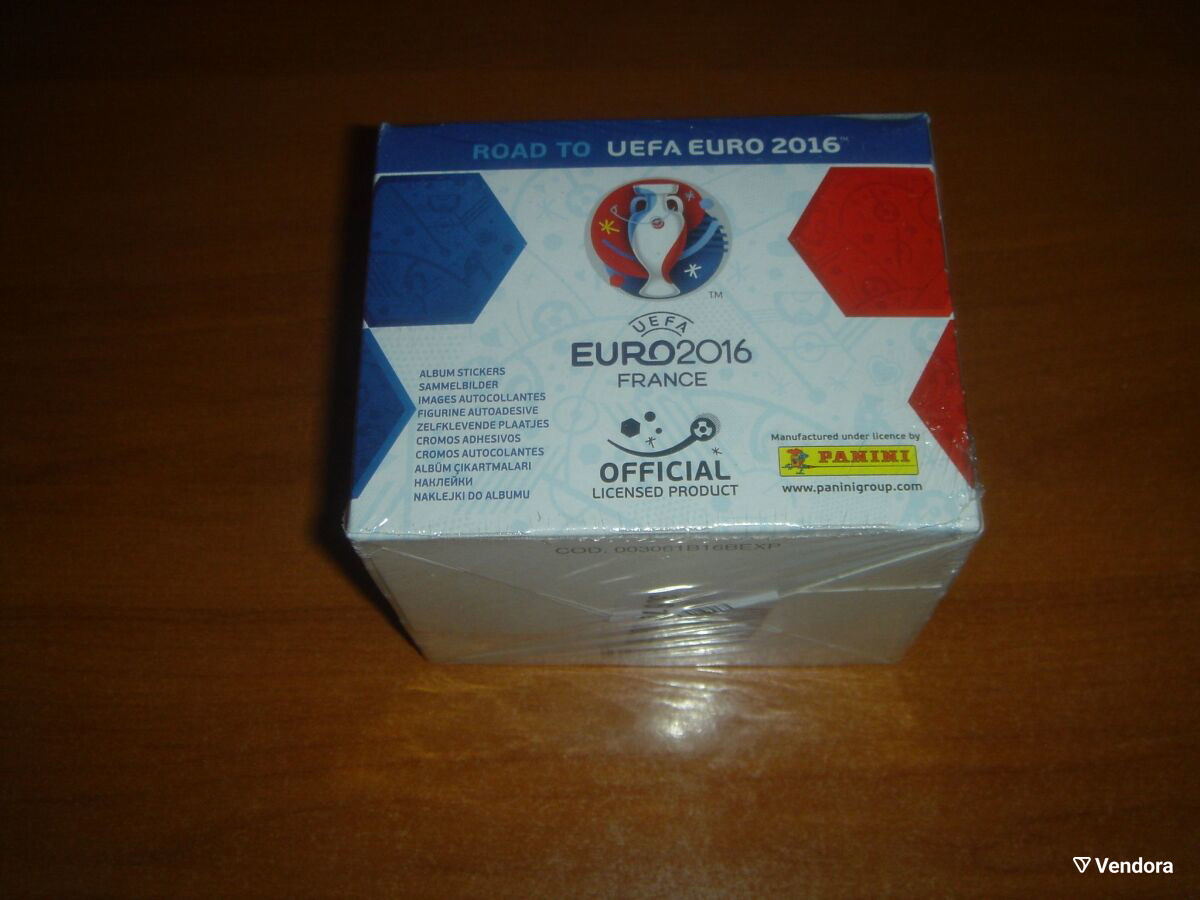 ROAD TO UEFA EURO 2016™
TM
UEFA
EURO2016
FRANCE
ALBUM STICKERS
SAMMELBILDER
IMAGES AUTOCOLLANTES
FIGURINE AUTOADESIVE
ZELFKLEVENDE PLAATJES
CROMOS ADHESIVOS
CROMOS AUTOCOLANTES
ALBÜM ÇIKARTMALARI
НАКЛЕЙКИ
NAKLEJKI DO ALBUMU
OFFICIAL
LICENSED PRODUCT
Manufactured under licence by
PANINI
www.paninigroup.com
COD. 003061B16BEXP
Vendora